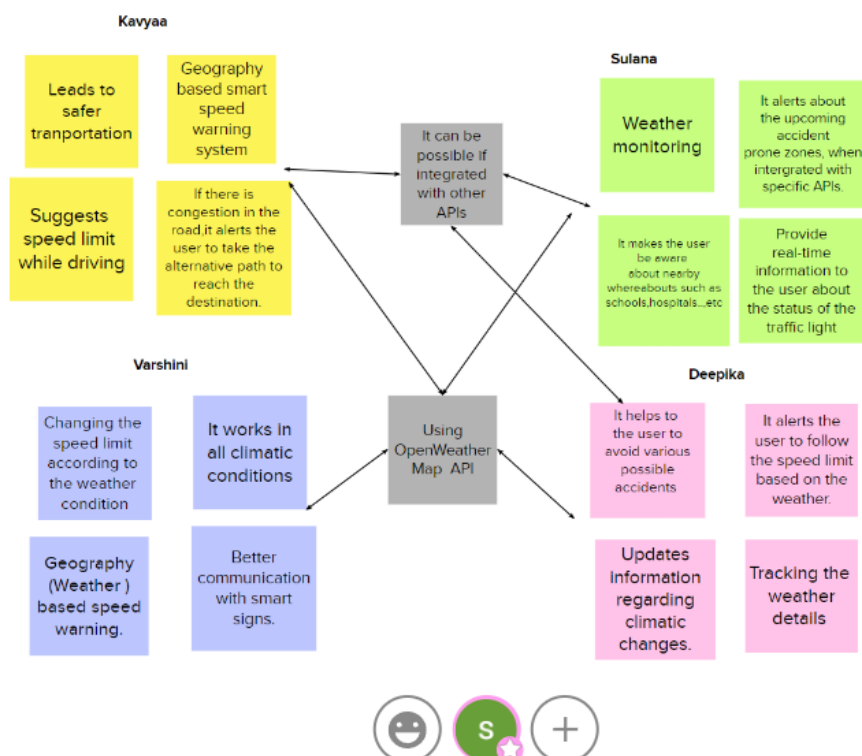 Kavyaa
Leads to
safer
tranportation
Geography
based smart
speed
warning
system
Suggests
speed limit
while driving
If there is
congestion in the
road,it alerts the
user to take the
alternative path to
reach the
destination.
It can be
possible if
integrated
with other
APIs
Sulana
Weather
monitoring
It alerts about
the upcoming
accident
prone zones, when
intergrated with
specific APIs.
It makes the user
be aware
about nearby
whereabouts such as
schools,hospitals...etc
Provide
real-time
information to
the user about
the status of the
traffic light
Varshini
Changing the
speed limit
according to
the weather
condition
It works in
all climatic
conditions
Geography
(Weather )
based speed
warning.
Better
communication
with smart
signs.
Using
OpenWeather
Map API
Deepika
It helps to
the user to
avoid various
possible
accidents
It alerts the
user to follow
the speed limit
based on the
weather.
Updates
information
regarding
climatic
changes.
Tracking the
weather
details
S